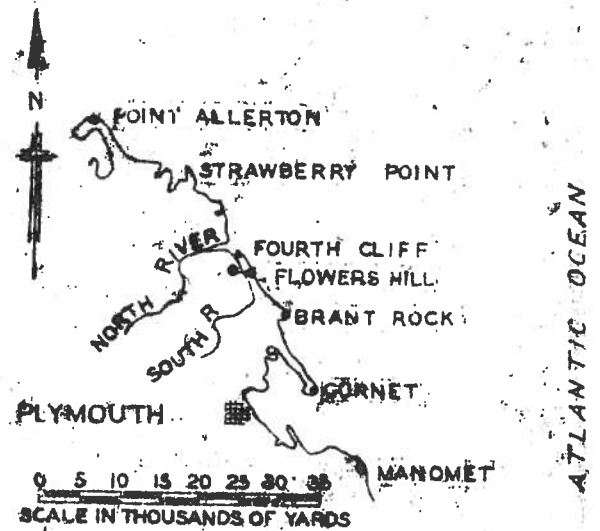 N
POINT ALLERTON
STRAWBERRY POINT
NORTH RIVER
FOURTH CLIFF
FLOWERS HILL
SOUTH R
BRANT ROCK
GURNET
PLYMOUTH
MANOMET
ATLANTIC OCEAN
0 5 10 15 20 25 30 35
SCALE IN THOUSANDS OF YARDS